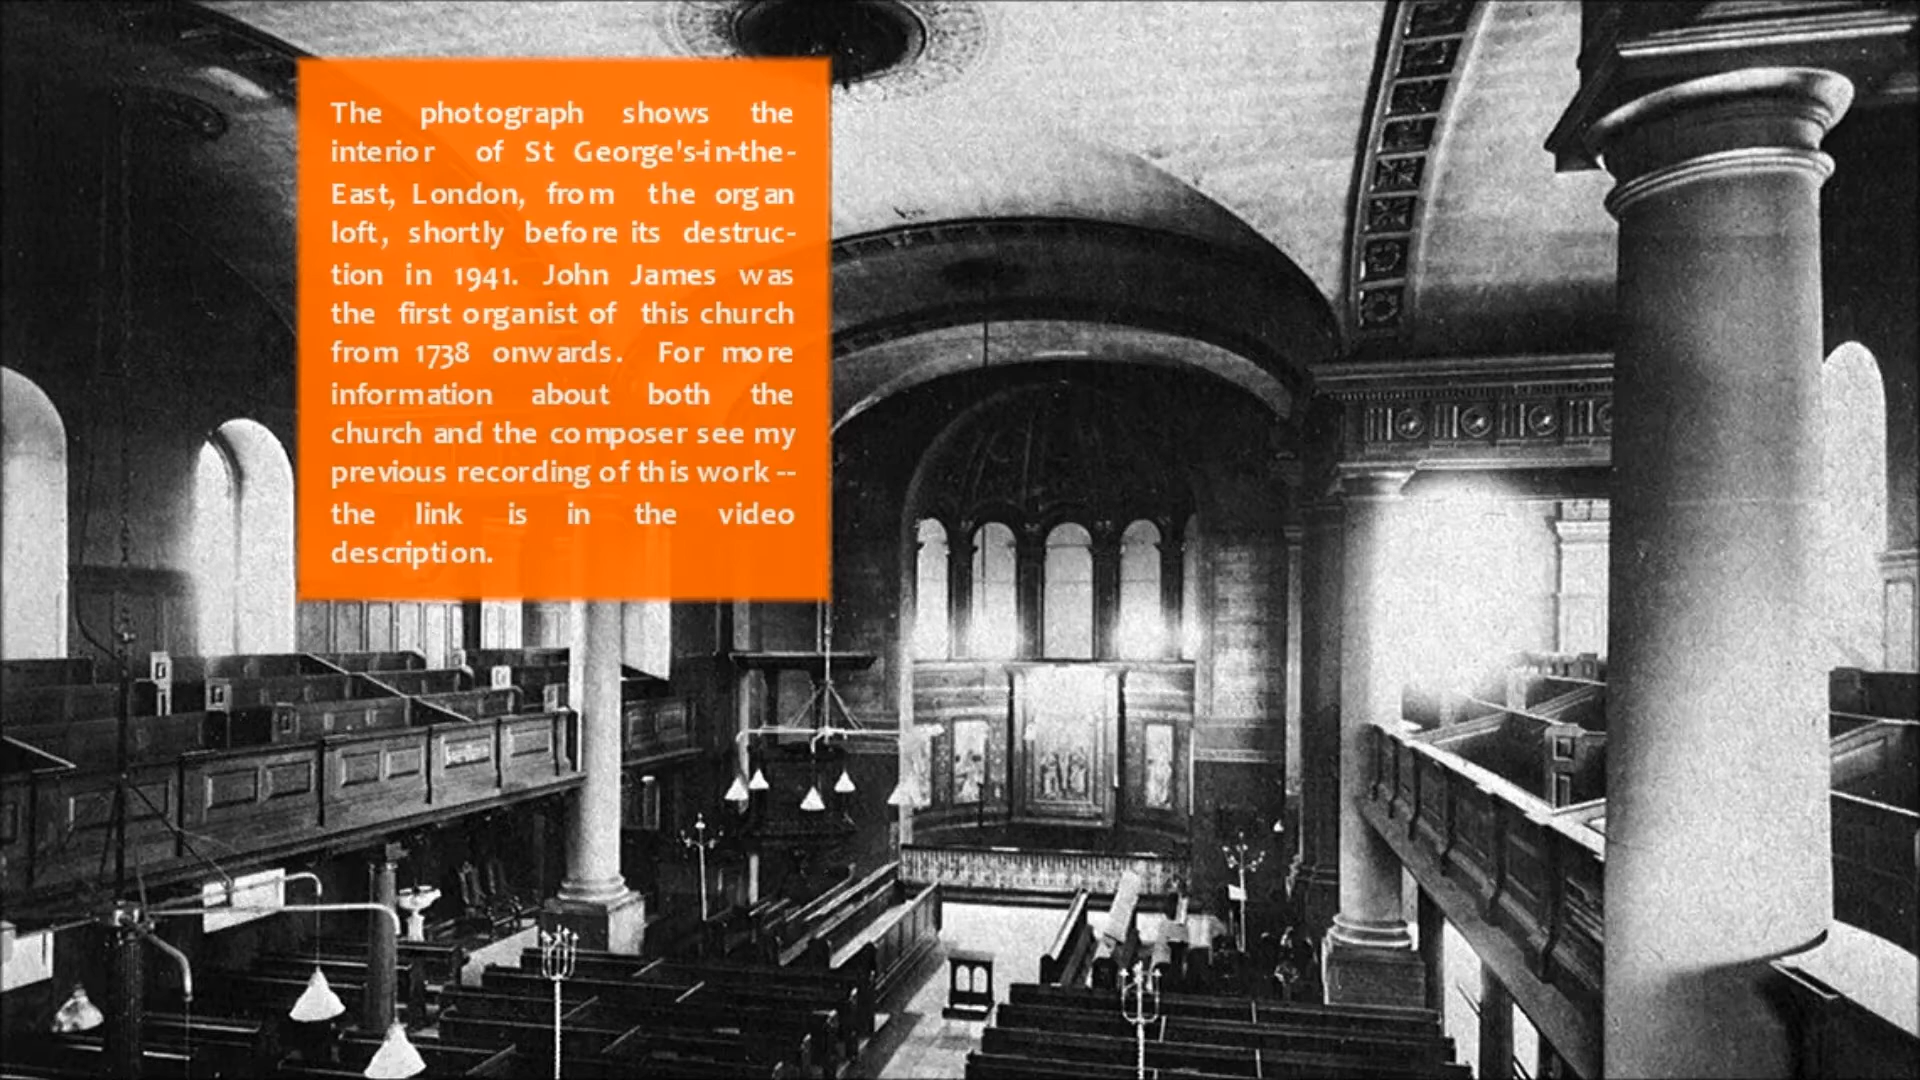 The photograph shows the
interior of St George's-in-the-
East, London, from the organ
loft, shortly before its destruc-
tion in 1941. John James was
the first organist of this church
from 1738 onwards. For more
information about both the
church and the composer see my
previous recording of this work --
the link is in the video
description.